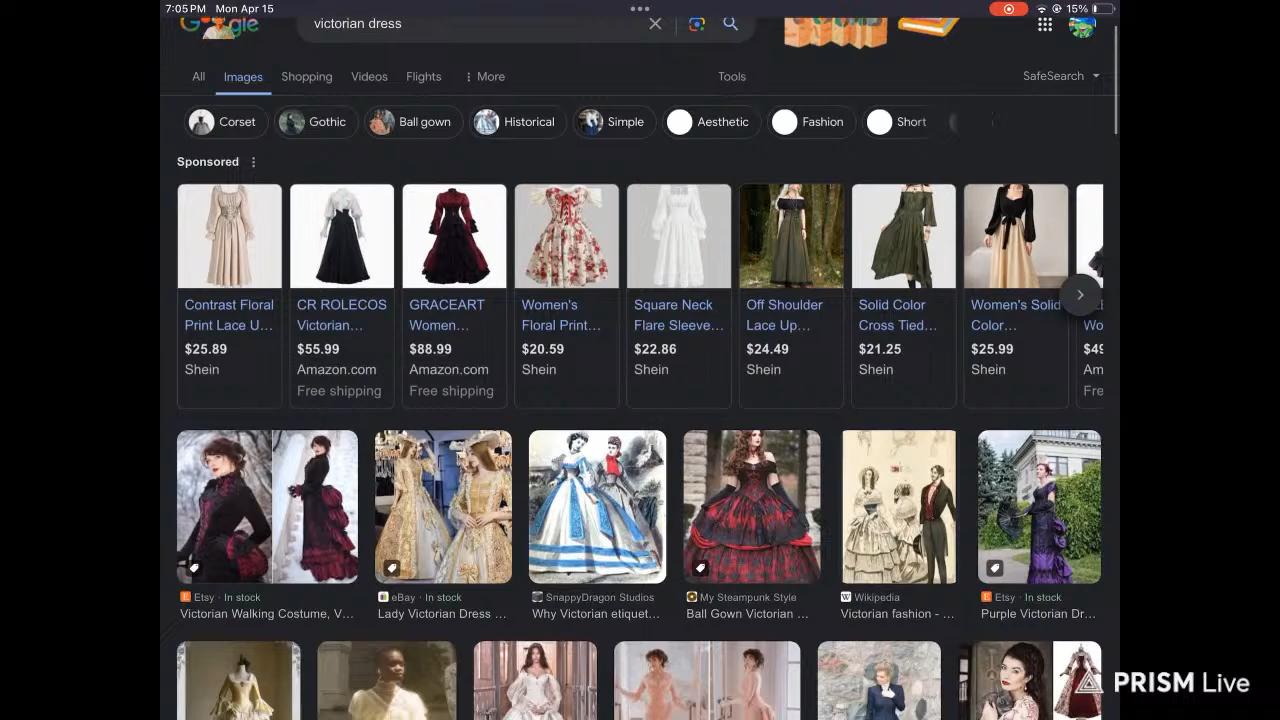 7:05 PM Mon Apr 15
15%
Google
victorian dress
All Images Shopping Videos Flights More Tools SafeSearch
Corset Gothic Ball gown Historical Simple Aesthetic Fashion Short
Sponsored
Contrast Floral
Print Lace U...
$25.89
Shein
CR ROLECOS
Victorian...
$55.99
Amazon.com
Free shipping
GRACEART
Women...
$88.99
Amazon.com
Free shipping
Women's
Floral Print...
$20.59
Shein
Square Neck
Flare Sleeve...
$22.86
Shein
Off Shoulder
Lace Up...
$24.49
Shein
Solid Color
Cross Tied...
$21.25
Shein
Women's Solid
Color...
$25.99
Shein
Wo
$49
Am
Fre
Etsy · In stock
Victorian Walking Costume, V...
eBay · In stock
Lady Victorian Dress ...
SnappyDragon Studios
Why Victorian etiquet...
My Steampunk Style
Ball Gown Victorian ...
Wikipedia
Victorian fashion - ...
Etsy · In stock
Purple Victorian Dr...
PRISM Live